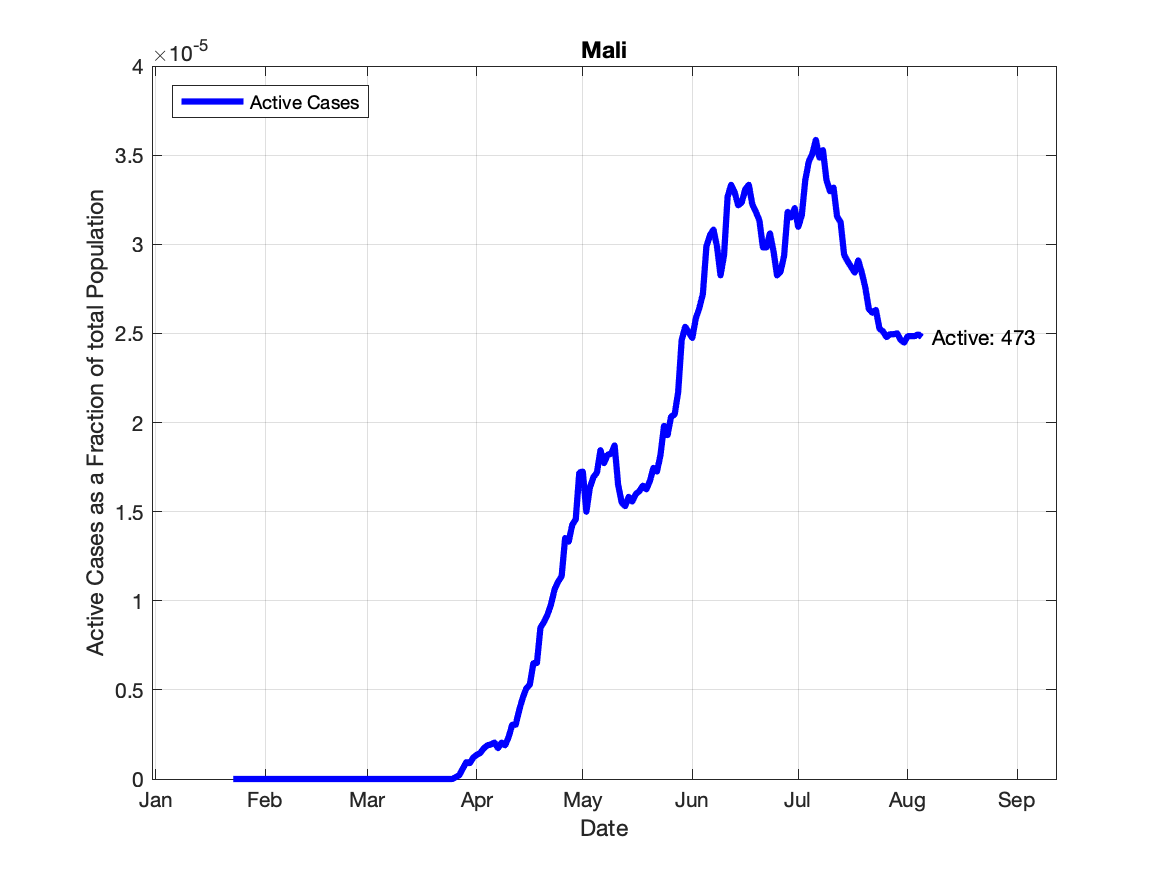 Mali
×10-5
4
3.5
3
2.5
2
1.5
1
0.5
0
Active Cases as a Fraction of total Population
Active Cases
Active: 473
Jan Feb Mar Apr May Jun Jul Aug Sep
Date